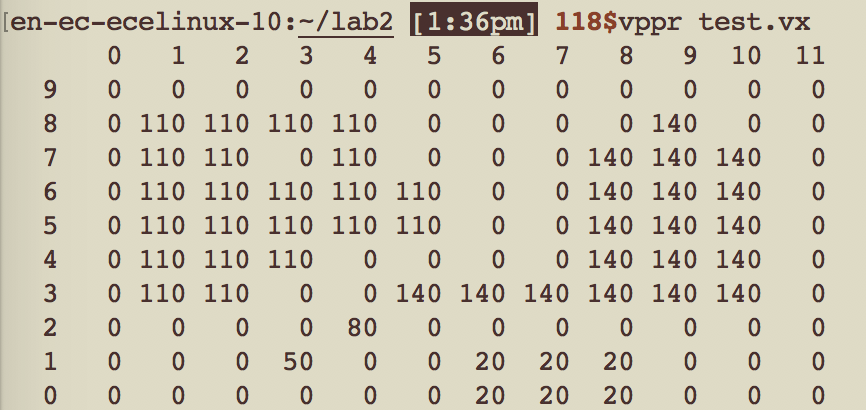 [en-ec-ecelinux-10:~/lab2 [1:36pm] 118$vppr test.vx
0 1 2 3 4 5 6 7 8 9 10 11
9 0 0 0 0 0 0 0 0 0 0 0 0
8 0 110 110 110 110 0 0 0 0 140 0 0
7 0 110 110 0 110 0 0 0 140 140 140 0
6 0 110 110 110 110 110 0 0 140 140 140 0
5 0 110 110 110 110 110 0 0 140 140 140 0
4 0 110 110 110 0 0 0 0 140 140 140 0
3 0 110 110 0 0 140 140 140 140 140 140 0
2 0 0 0 0 80 0 0 0 0 0 0 0
1 0 0 0 50 0 0 20 20 20 0 0 0
0 0 0 0 0 0 0 20 20 20 0 0 0